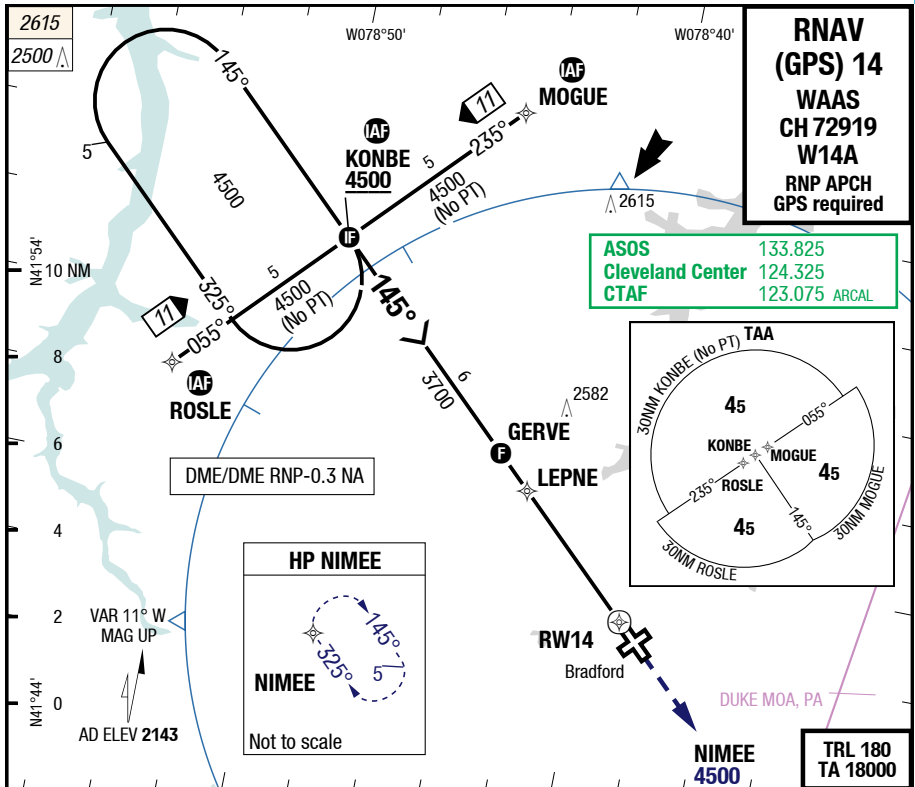 2615
2500
W078°50'
W078°40'
RNAV
(GPS) 14
WAAS
CH 72919
W14A
RNP APCH
GPS required
145°
IAF
MOGUE
11
235°
IAF
KONBE
4500
5
4500
(No PT)
5
4500
2615
IF
N41°54'
10 NM
ASOS 133.825
Cleveland Center 124.325
CTAF 123.075 ARCAL
5
4500
(No PT)
325°
11
055°
145°
IAF
ROSLE
8
6
3700
2582
GERVE
F
LEPNE
6
DME/DME RNP-0.3 NA
TAA
30NM KONBE (No PT)
45
055°
KONBE
MOGUE
ROSLE
235°
45
45
145°
30NM MOGUE
30NM ROSLE
4
HP NIMEE
145°
325°
5
NIMEE
Not to scale
2
VAR 11° W
MAG UP
RW14
Bradford
N41°44'
0
AD ELEV 2143
DUKE MOA, PA
NIMEE
4500
TRL 180
TA 18000